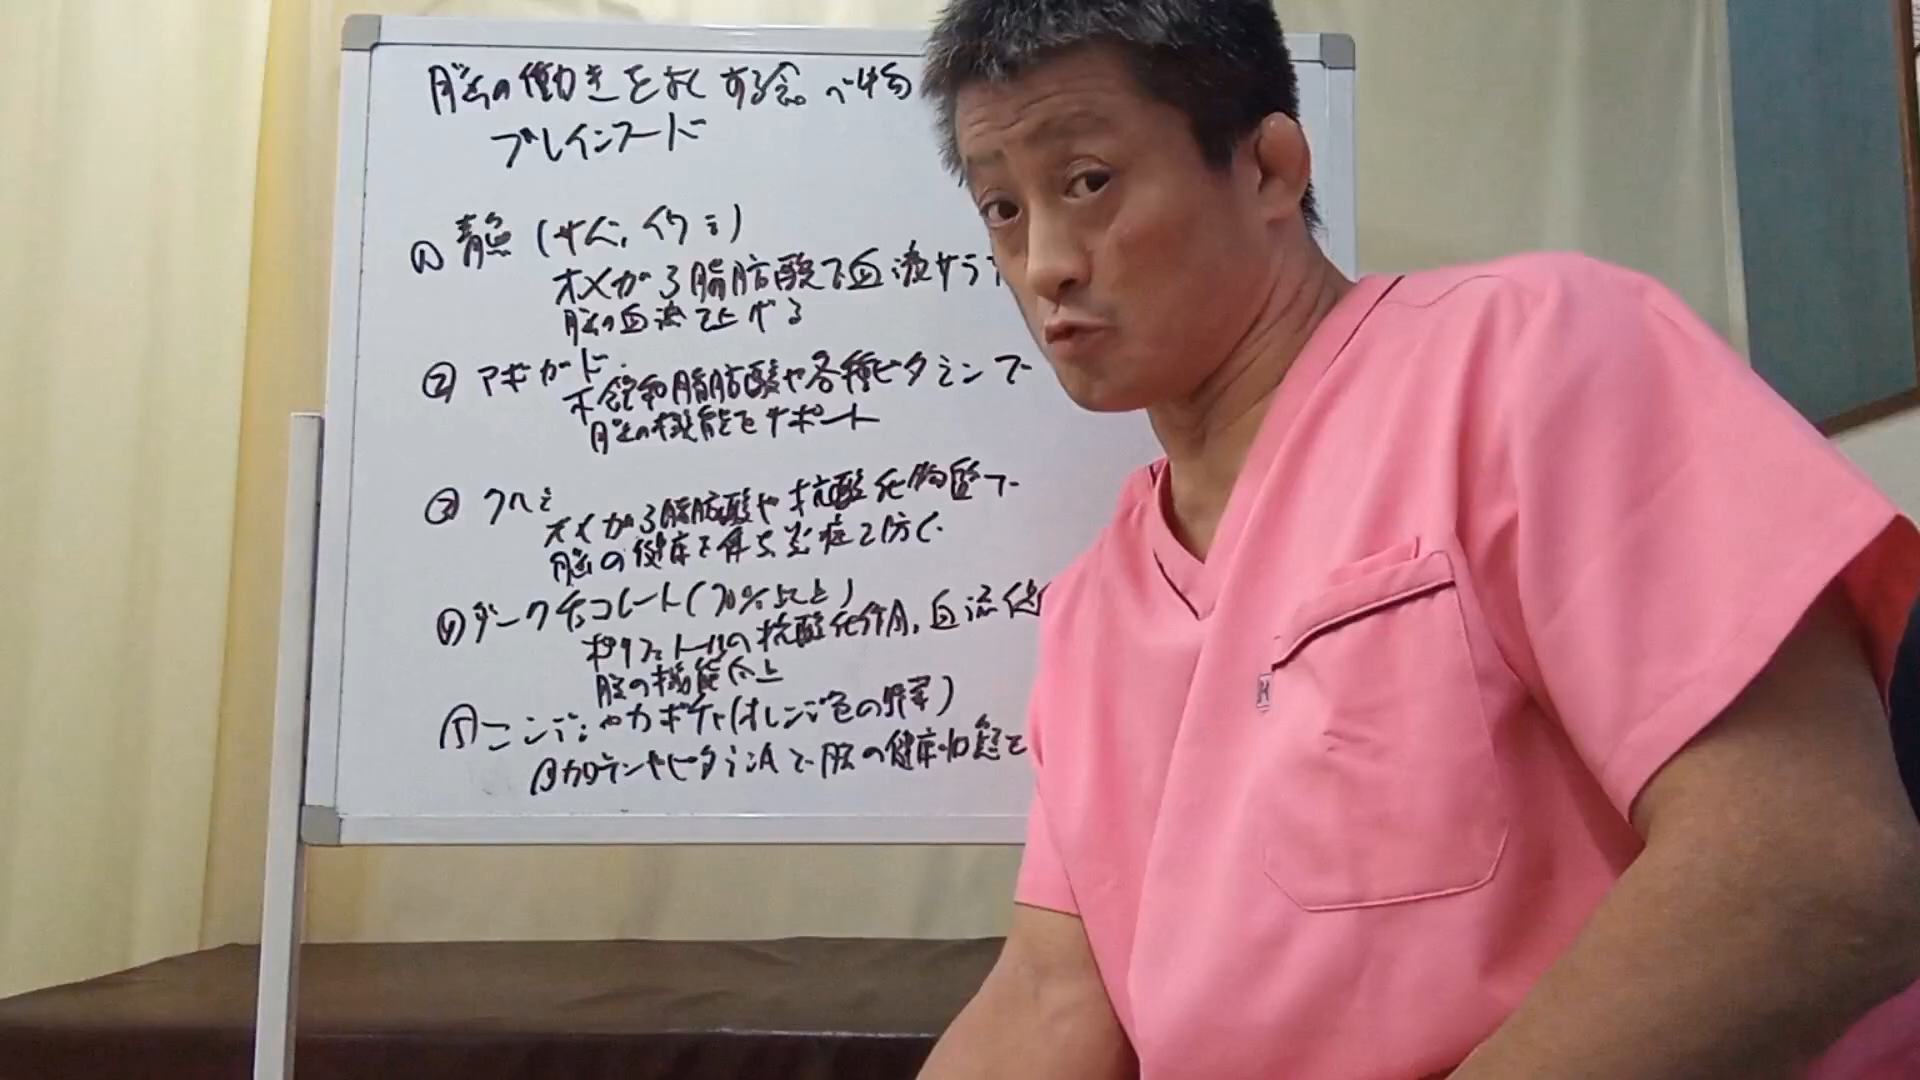 脳の働きをよくする食べ物
ブレインフード
① 青魚(サバ, イワシ)
オメガ3脂肪酸で血液サラ
脳の血流を上げる
② アボガド
不飽和脂肪酸や各種ビタミンで
脳の機能をサポート
③ クルミ
オメガ3脂肪酸や抗酸化物質で
脳の健康を保ち炎症を防ぐ
④ ダークチョコレート(70%以上)
ポリフェノールの抗酸化作用, 血流促
脳の機能向上
⑤ ニンジンやカボチャ(オレンジ色の野菜)
βカロテンやビタミンAで脳の健康状態を